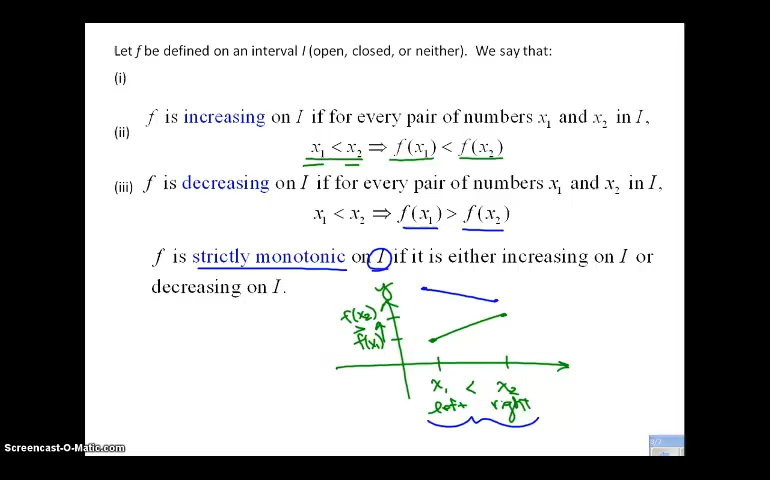 Let f be defined on an interval I (open, closed, or neither). We say that:
(i)
f is increasing on I if for every pair of numbers x₁ and x₂ in I,
(ii)
x₁ < x₂ ⇒ f(x₁) < f(x₂)
(iii) f is decreasing on I if for every pair of numbers x₁ and x₂ in I,
x₁ < x₂ ⇒ f(x₁) > f(x₂)
f is strictly monotonic on I if it is either increasing on I or
decreasing on I.
y
f(x₂)
>
f(x₁)
x₁ < x₂
left right
Screencast-O-Matic.com